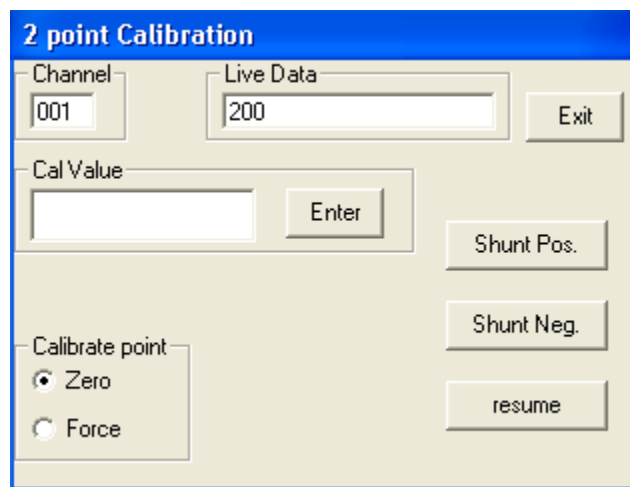 2 point Calibration
Channel
001
Live Data
200
Exit
Cal Value
Enter
Shunt Pos.
Shunt Neg.
Calibrate point
Zero
Force
resume